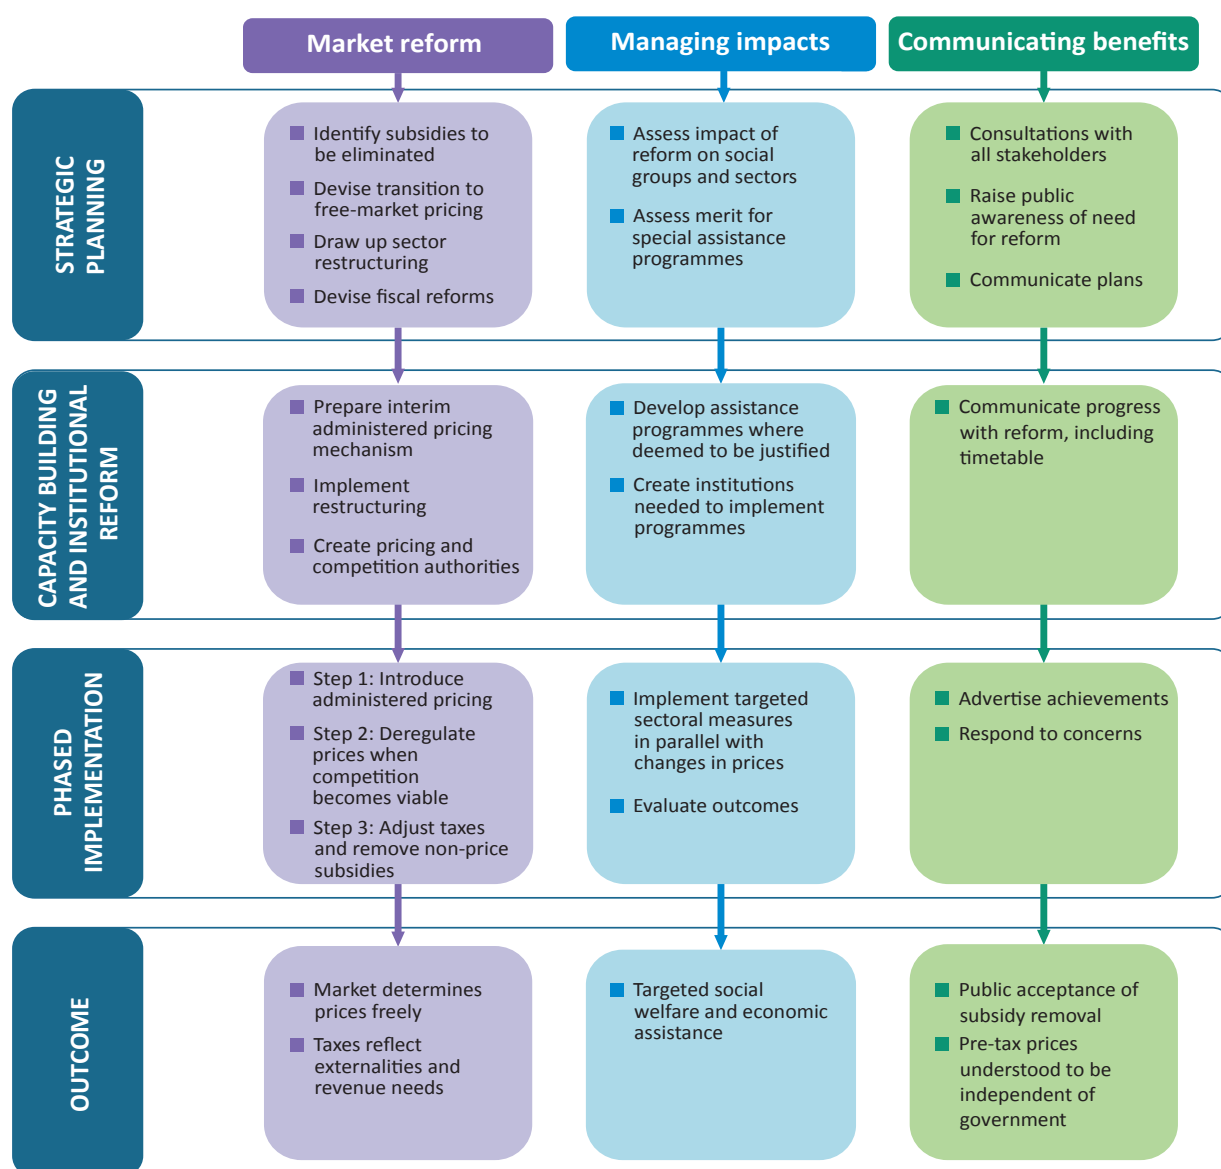 Market reform
Managing impacts
Communicating benefits
STRATEGIC
PLANNING
Identify subsidies to
be eliminated
Devise transition to
free-market pricing
Draw up sector
restructuring
Devise fiscal reforms
Assess impact of
reform on social
groups and sectors
Assess merit for
special assistance
programmes
Consultations with
all stakeholders
Raise public
awareness of need
for reform
Communicate plans
CAPACITY BUILDING
AND INSTITUTIONAL
REFORM
Prepare interim
administered pricing
mechanism
Implement
restructuring
Create pricing and
competition authorities
Develop assistance
programmes where
deemed to be justified
Create institutions
needed to implement
programmes
Communicate progress
with reform, including
timetable
PHASED
IMPLEMENTATION
Step 1: Introduce
administered pricing
Step 2: Deregulate
prices when
competition
becomes viable
Step 3: Adjust taxes
and remove non-price
subsidies
Implement targeted
sectoral measures
in parallel with
changes in prices
Evaluate outcomes
Advertise achievements
Respond to concerns
OUTCOME
Market determines
prices freely
Taxes reflect
externalities and
revenue needs
Targeted social
welfare and economic
assistance
Public acceptance of
subsidy removal
Pre-tax prices
understood to be
independent of
government